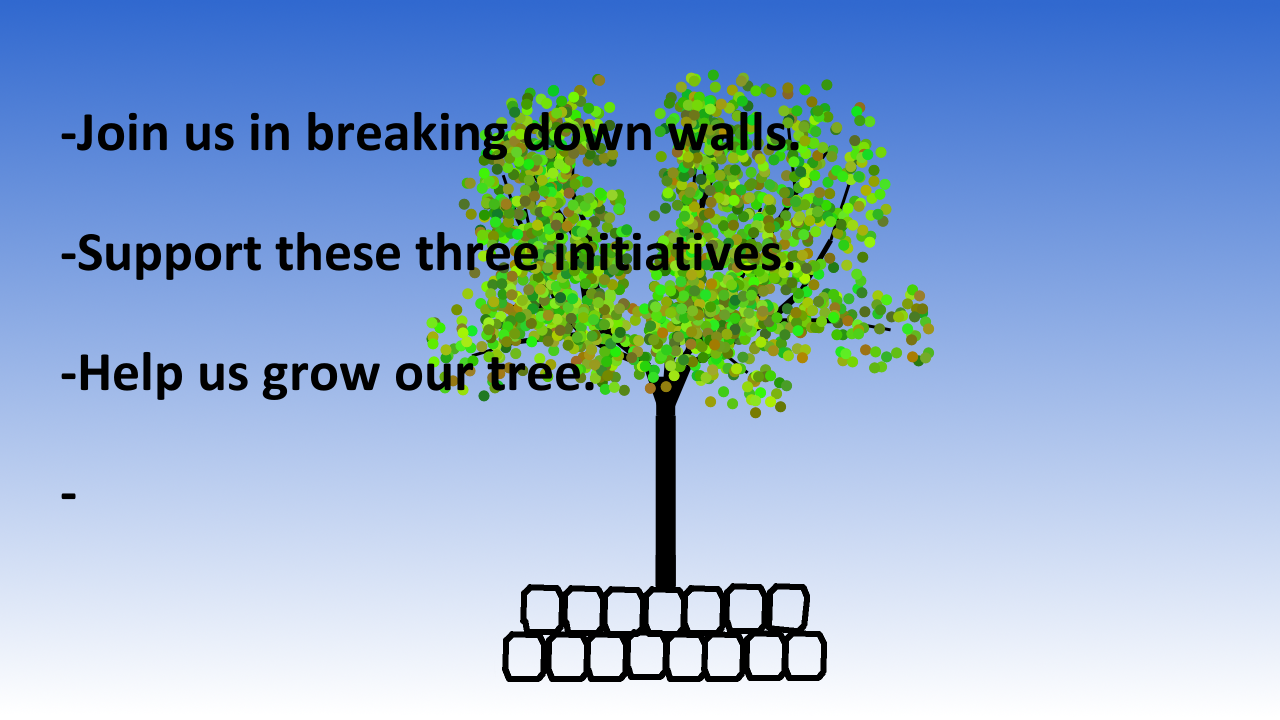 -Join us in breaking down walls.
-Support these three initiatives.
-Help us grow our tree.
-